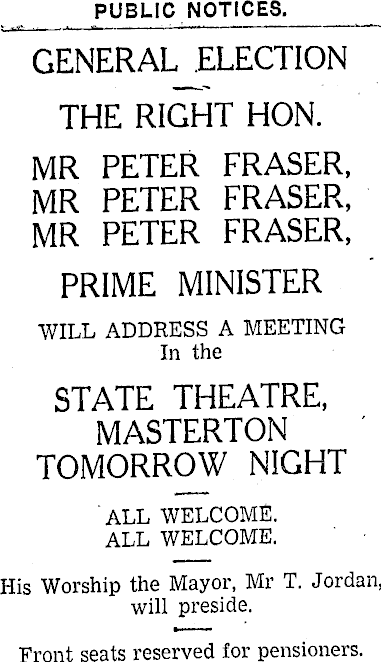 PUBLIC NOTICES.
GENERAL ELECTION
THE RIGHT HON.
MR PETER FRASER,
MR PETER FRASER,
MR PETER FRASER,
PRIME MINISTER
WILL ADDRESS A MEETING
In the
STATE THEATRE,
MASTERTON
TOMORROW NIGHT
ALL WELCOME.
ALL WELCOME.
His Worship the Mayor, Mr T. Jordan,
will preside.
Front seats reserved for pensioners.